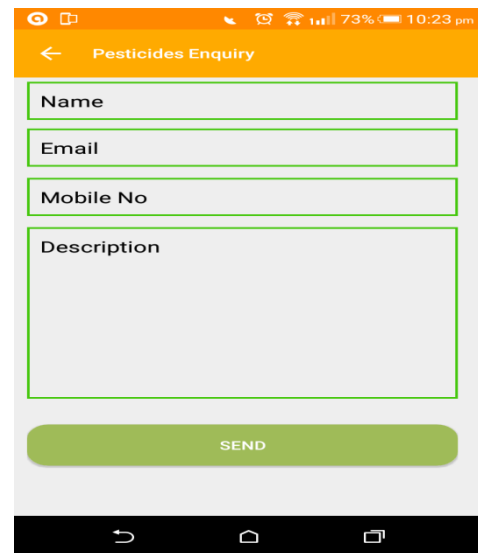 73% 10:23 pm
Pesticides Enquiry
Name
Email
Mobile No
Description
SEND